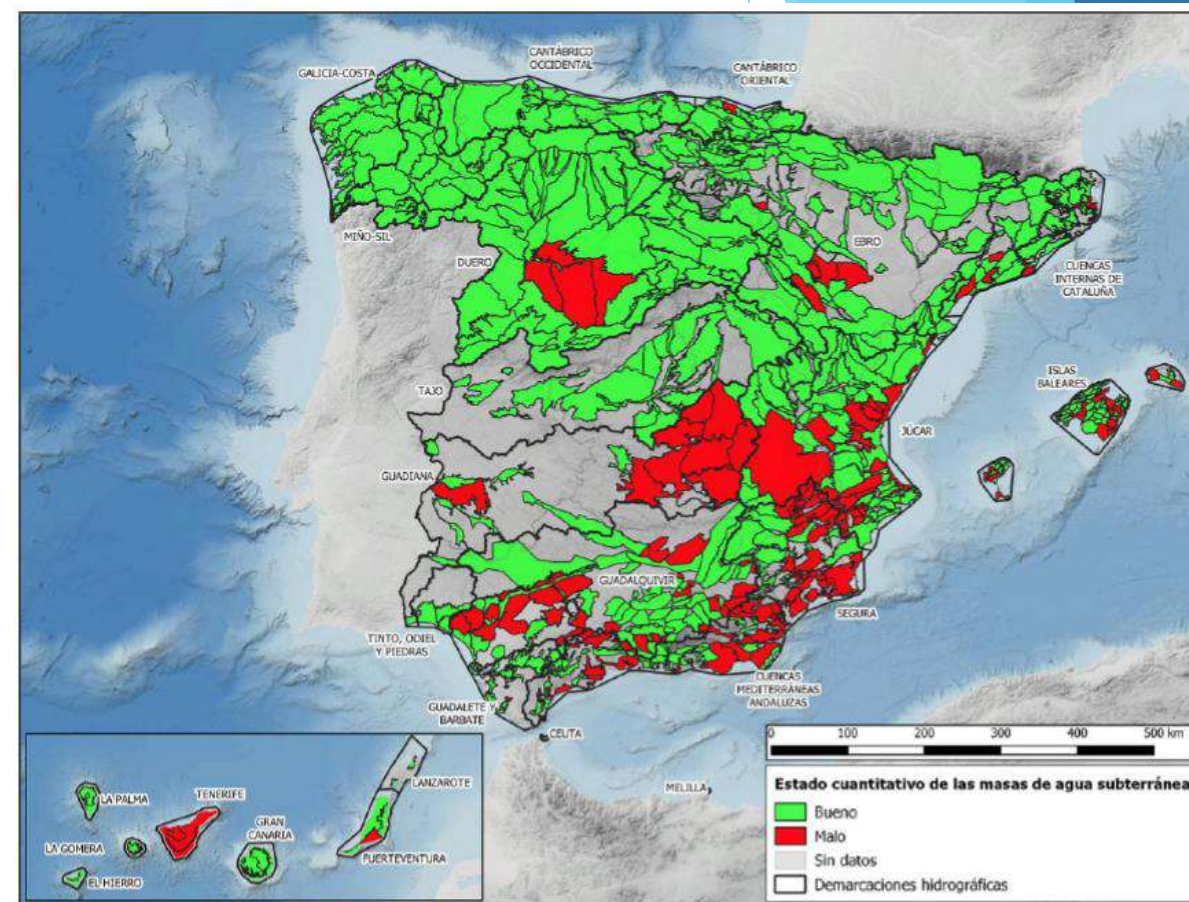 CANTÁBRICO
OCCIDENTAL
GALICIA-COSTA
CANTÁBRICO
ORIENTAL
MIÑO-SIL
DUERO
EBRO
CUENCAS
INTERNAS DE
CATALUÑA
TAJO
ISLAS
BALEARES
JÚCAR
GUADIANA
GUADALQUIVIR
SEGURA
TINTO, ODIEL
Y PIEDRAS
CUENCAS
MEDITERRÁNEAS
ANDALUZAS
GUADALETE Y
BARBATE
CEUTA
MELILLA
LANZAROTE
LA PALMA
TENERIFE
GRAN
CANARIA
LA GOMERA
FUERTEVENTURA
EL HIERRO
0 100 200 300 400 500 km
Estado cuantitativo de las masas de agua subterránea
Bueno
Malo
Sin datos
Demarcaciones hidrográficas